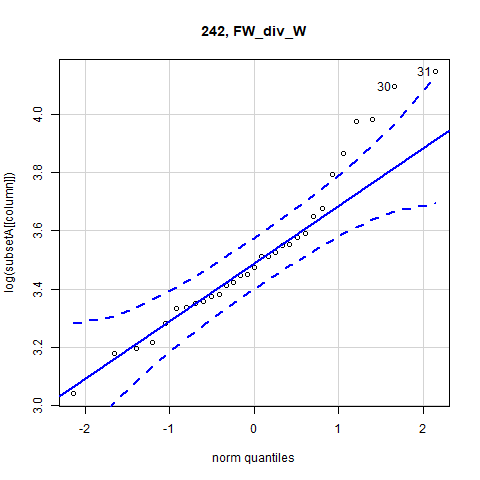 242, FW_div_W
31
30
4.0
3.8
3.6
3.4
3.2
3.0
log(subsetA[[column]])
-2 -1 0 1 2
norm quantiles